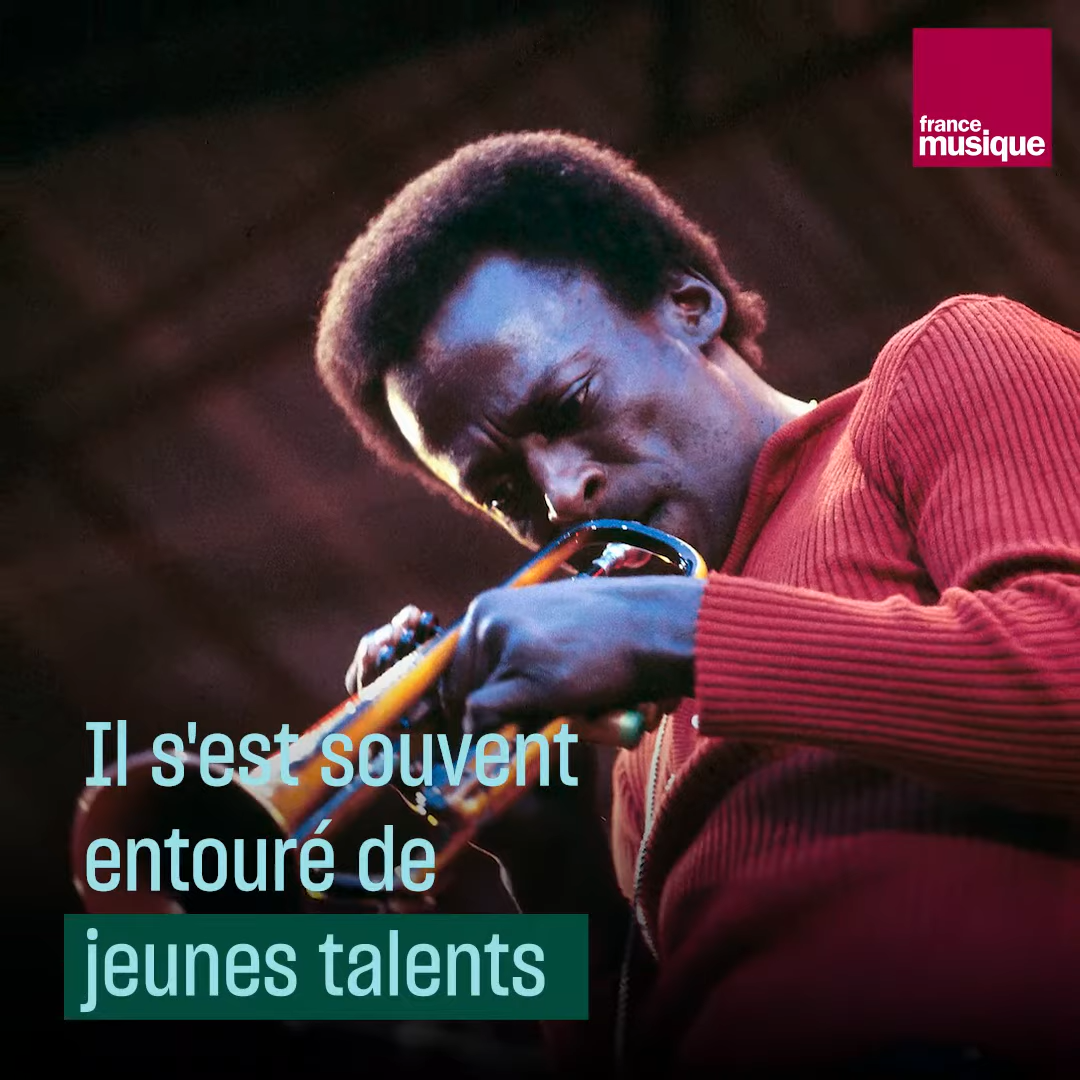 france
musique
Il s'est souvent
entouré de
jeunes talents